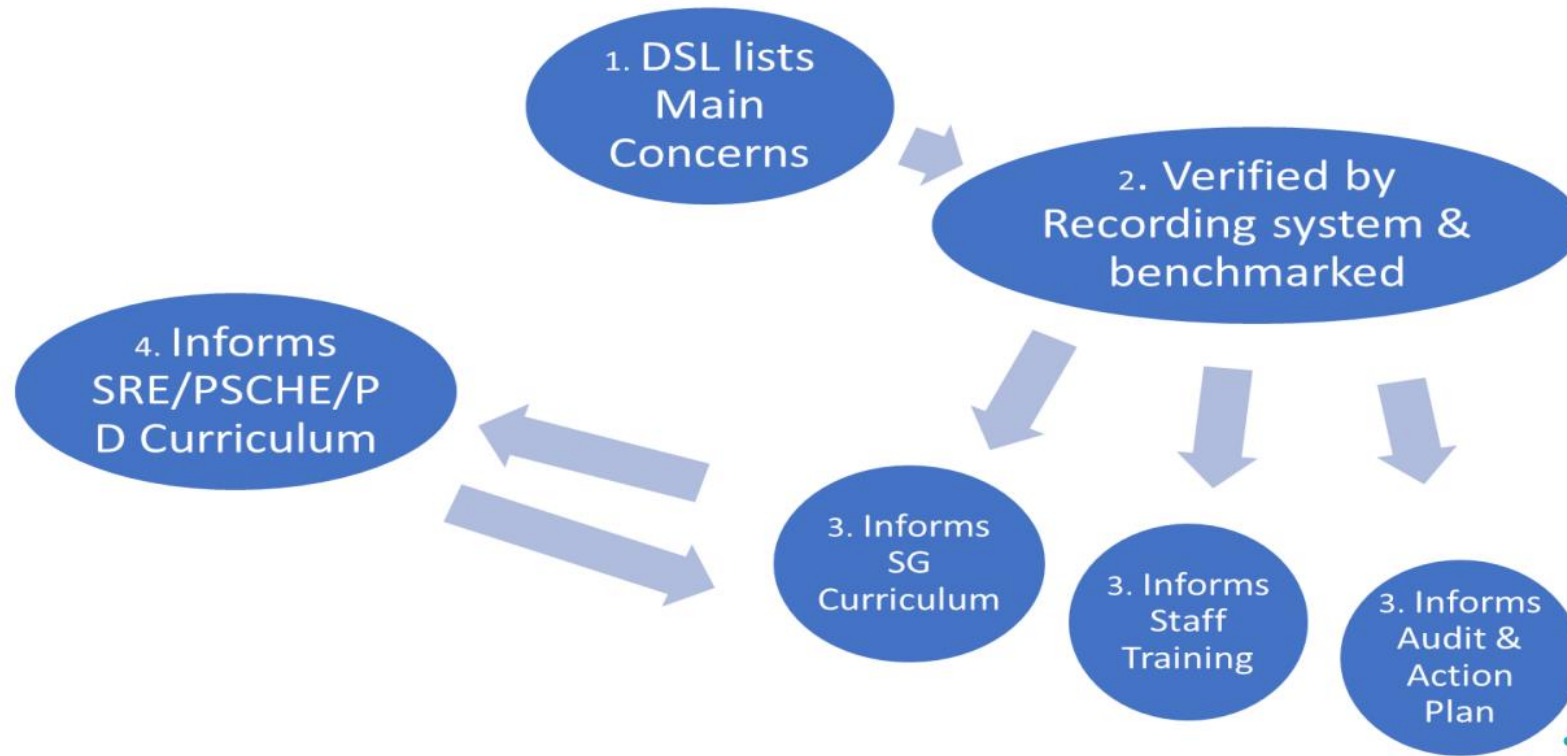 1. DSL lists
Main
Concerns
2. Verified by
Recording system &
benchmarked
4. Informs
SRE/PSCHE/P
D Curriculum
3. Informs
SG
Curriculum
3. Informs
Staff
Training
3. Informs
Audit &
Action
Plan